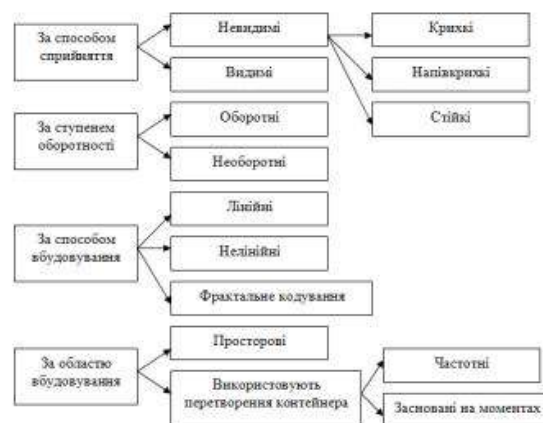 За способом
сприйняття
Невидимі
Видимі
Крихкі
Напівкрихкі
Стійкі
За ступенем
оборотності
Оборотні
Необоротні
За способом
вбудовування
Лінійні
Нелінійні
Фрактальне кодування
За областю
вбудовування
Просторові
Використовують
перетворення контейнера
Частотні
Засновані на моментах